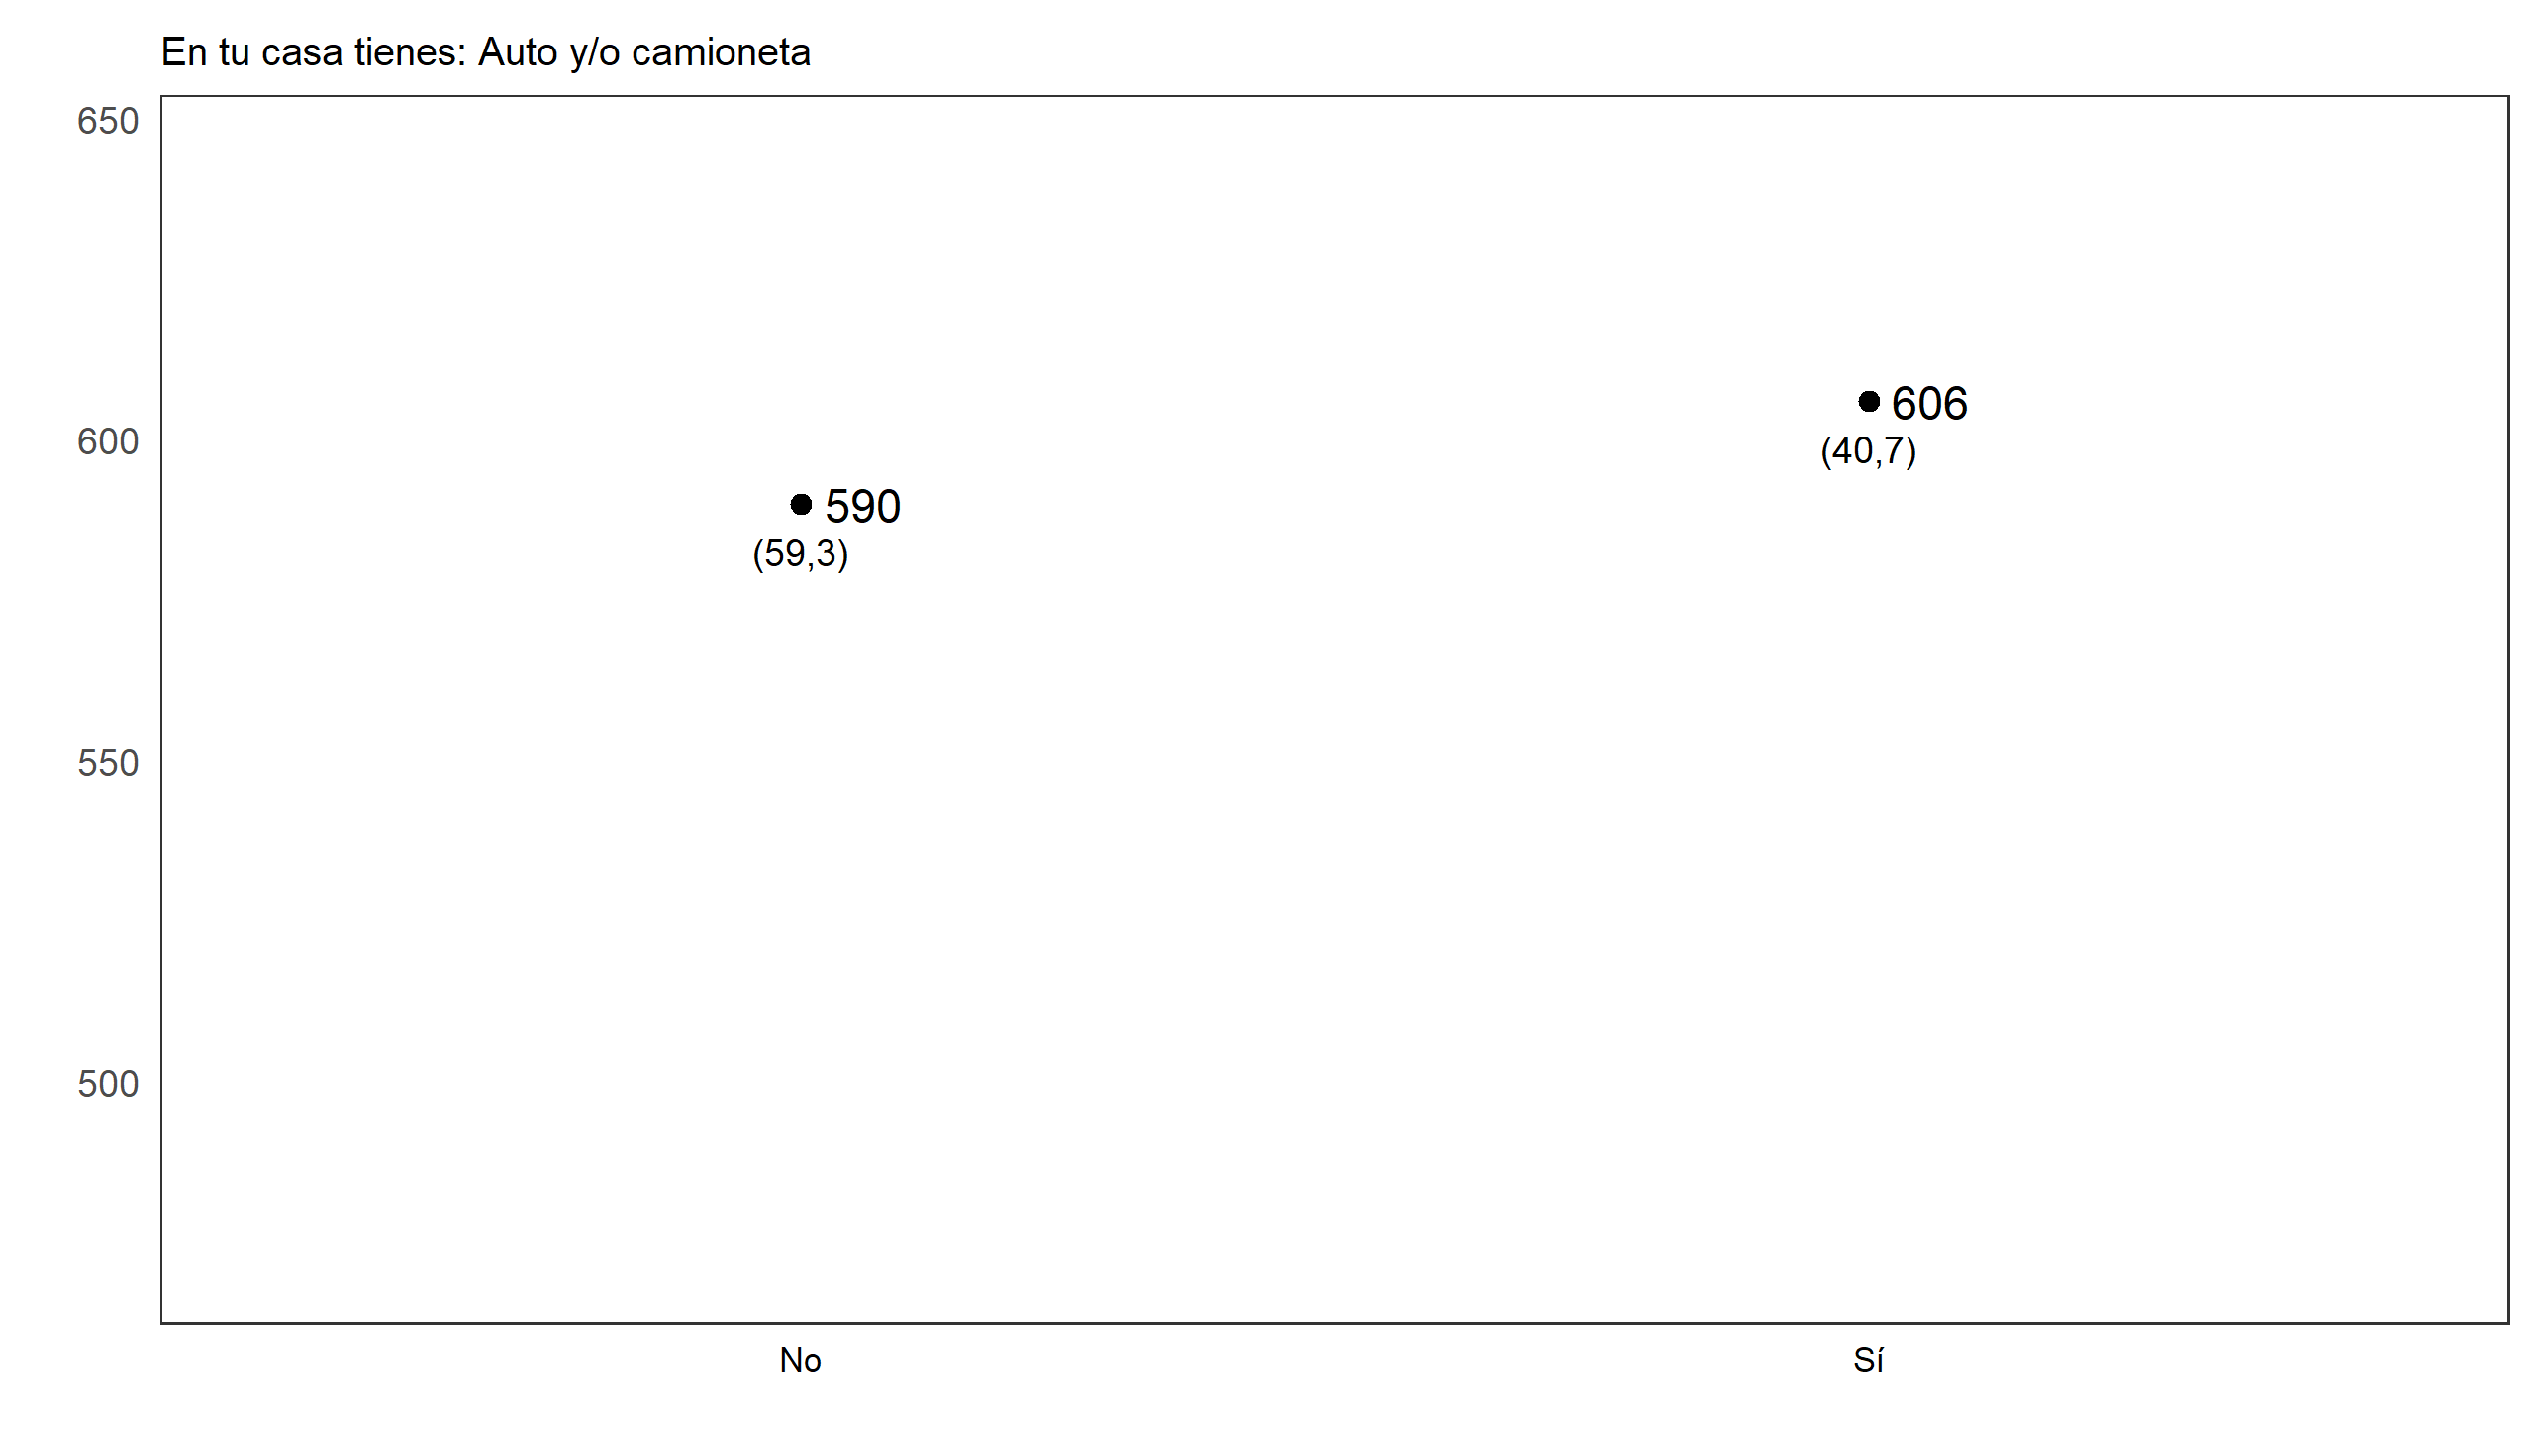 En tu casa tienes: Auto y/o camioneta
650
600
550
500
606
(40,7)
590
(59,3)
No
Sí